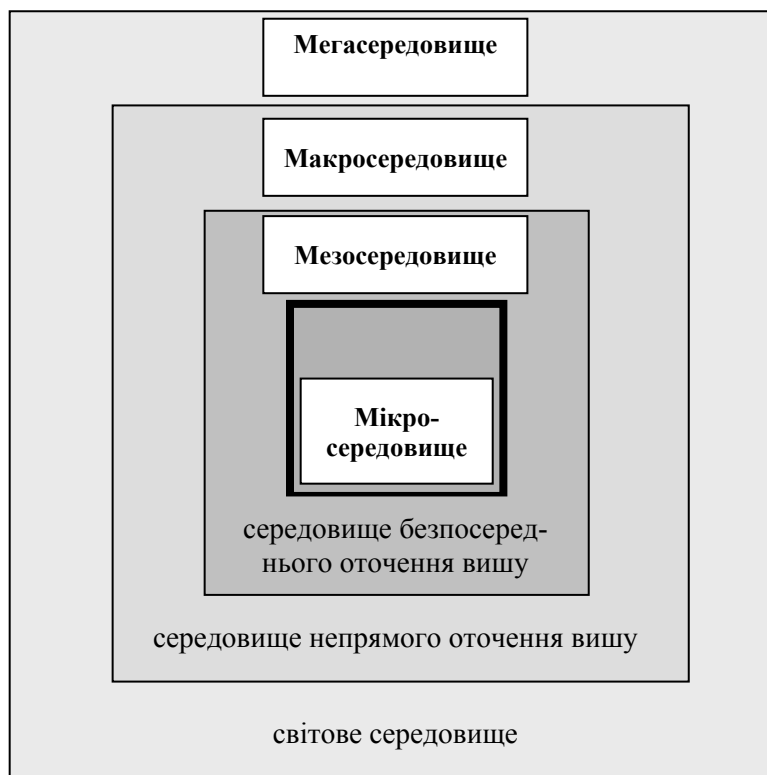 Мегасередовище
Макросередовище
Мезосередовище
Мікро-
середовище
середовище безпосеред-
нього оточення вишу
середовище непрямого оточення вишу
світове середовище